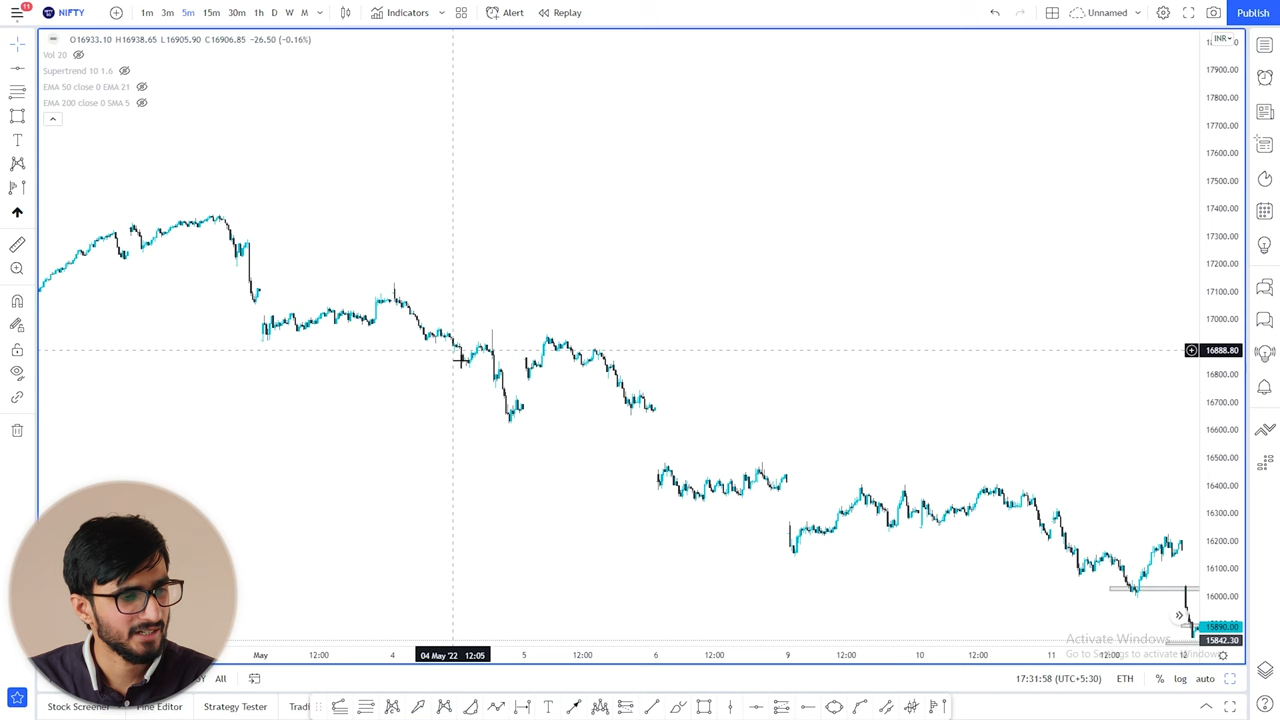 11
NIFTY
1m 3m 5m 15m 30m 1h D W M
Indicators
Alert
Replay
Unnamed
Publish
O16933.10 H16938.65 L16905.90 C16906.85 −26.50 (−0.16%)
INR
Vol 20
Supertrend 10 1.6
EMA 50 close 0 EMA 21
EMA 200 close 0 SMA 5
17900.00
17800.00
17700.00
17600.00
17500.00
17400.00
17300.00
17200.00
17100.00
17000.00
16888.80
16800.00
16700.00
16600.00
16500.00
16400.00
16300.00
16200.00
16100.00
16000.00
15890.00
15842.30
Activate Windows
Go to Settings to activate Windows
May 12:00 4 04 May '22 12:05 5 12:00 6 12:00 9 12:00 10 12:00 11 12:00 12
All
17:31:58 (UTC+5:30)
ETH
% log auto
Stock Screener
Pine Editor
Strategy Tester
Tradi